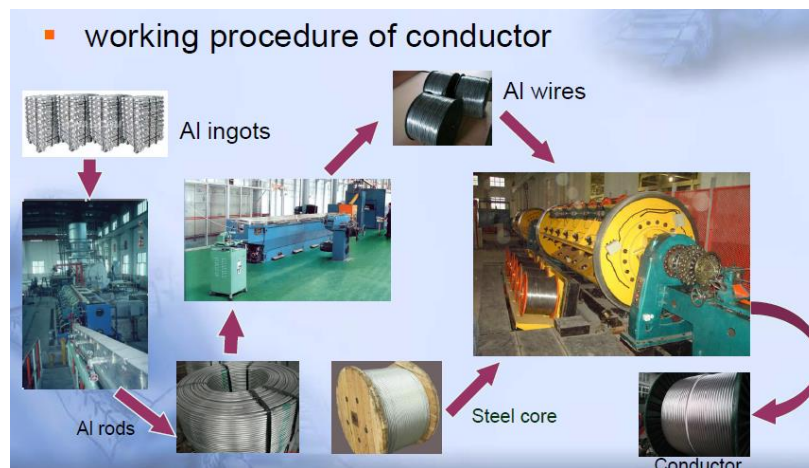 working procedure of conductor
Al ingots
Al wires
Al rods
Steel core
Conductor